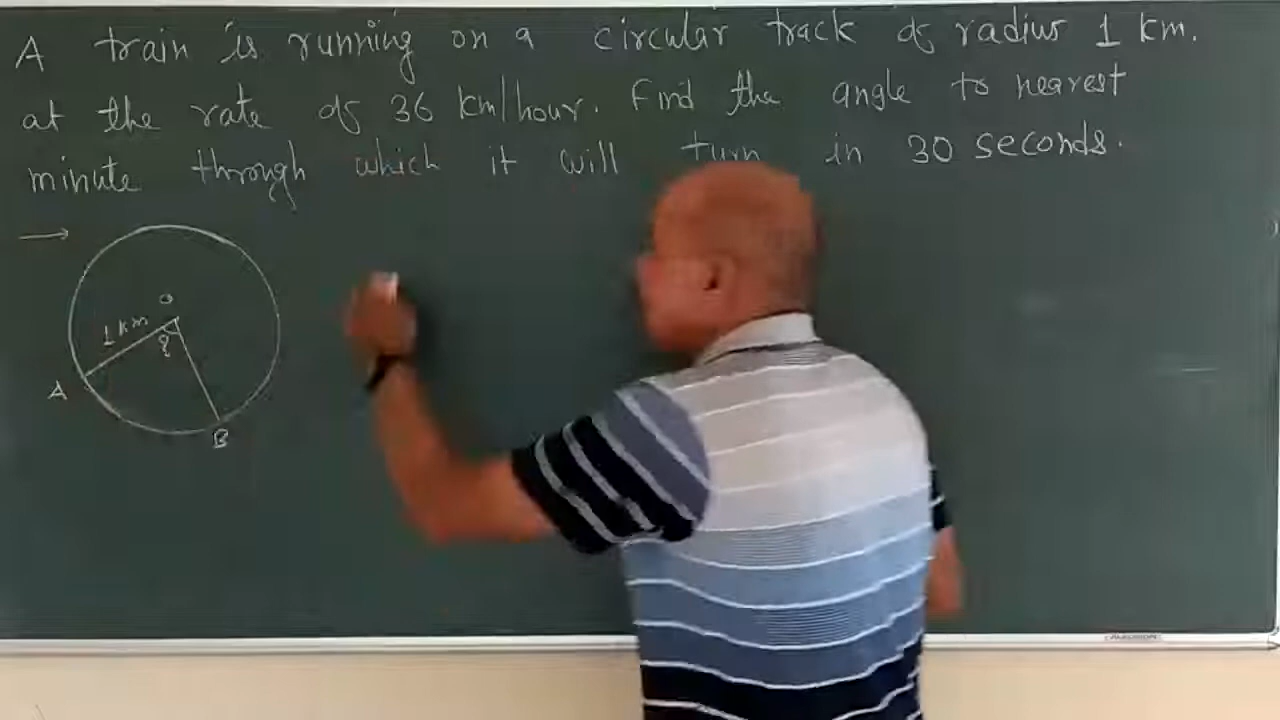 A train is running on a circular track of radius 1 km.
at the rate of 36 km/hour. Find the angle to nearest
minute through which it will turn in 30 seconds.
O
1 km
?
A
B